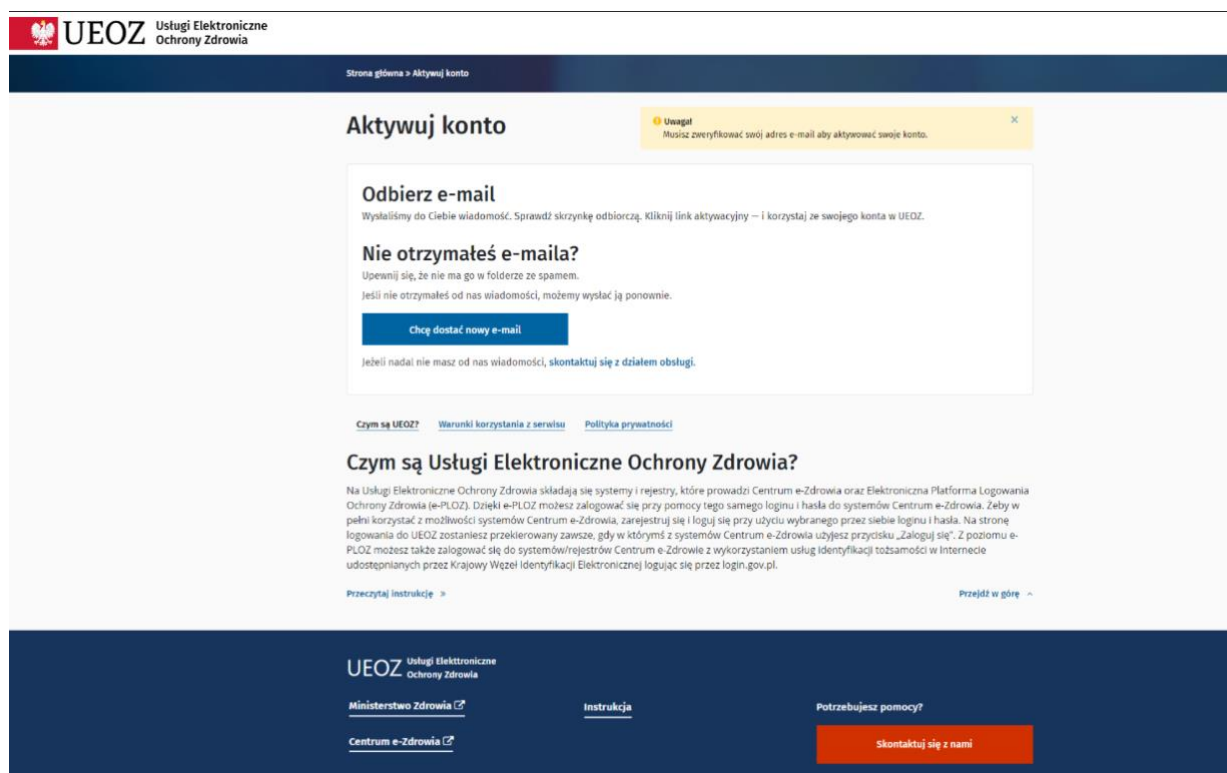 UEOZ Usługi Elektroniczne
Ochrony Zdrowia
Strona główna > Aktywuj konto
Aktywuj konto
Uwaga!
Musisz zweryfikować swój adres e-mail aby aktywować swoje konto.
Odbierz e-mail
Wysłaliśmy do Ciebie wiadomość. Sprawdź skrzynkę odbiorczą. Kliknij link aktywacyjny — i korzystaj ze swojego konta w UEOZ.
Nie otrzymałeś e-maila?
Upewnij się, że nie ma go w folderze ze spamem.
Jeśli nie otrzymałeś od nas wiadomości, możemy wysłać ją ponownie.
Chcę dostać nowy e-mail
Jeżeli nadal nie masz od nas wiadomości, skontaktuj się z działem obsługi.
Czym są UEOZ? Warunki korzystania z serwisu Polityka prywatności
Czym są Usługi Elektroniczne Ochrony Zdrowia?
Na Usługi Elektroniczne Ochrony Zdrowia składają się systemy i rejestry, które prowadzi Centrum e-Zdrowia oraz Elektroniczna Platforma Logowania
Ochrony Zdrowia (e-PLOZ). Dzięki e-PLOZ możesz zalogować się przy pomocy tego samego loginu i hasła do systemów Centrum e-Zdrowia. Żeby w
pełni korzystać z możliwości systemów Centrum e-Zdrowia, zarejestruj się i loguj się przy użyciu wybranego przez siebie loginu i hasła. Na stronę
logowania do UEOZ zostaniesz przekierowany zawsze, gdy w którymś z systemów Centrum e-Zdrowia użyjesz przycisku „Zaloguj się”. Z poziomu e-
PLOZ możesz także zalogować się do systemów/rejestrów Centrum e-Zdrowie z wykorzystaniem usług identyfikacji tożsamości w Internecie
udostępnianych przez Krajowy Węzeł Identyfikacji Elektronicznej logując się przez login.gov.pl.
Przeczytaj instrukcję »
Przejdź w górę
UEOZ Usługi Elekttroniczne
Ochrony Zdrowia
Ministerstwo Zdrowia
Instrukcja
Potrzebujesz pomocy?
Centrum e-Zdrowia
Skontaktuj się z nami